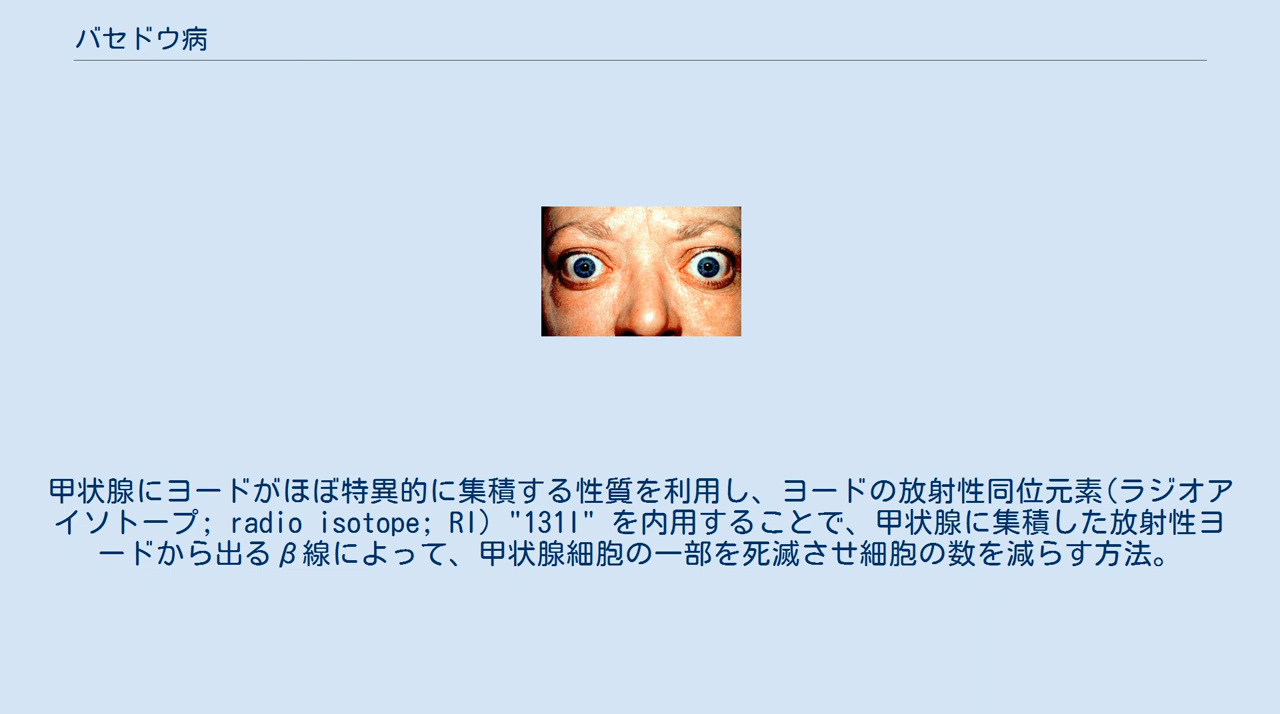 バセドウ病
甲状腺にヨードがほぼ特異的に集積する性質を利用し、ヨードの放射性同位元素(ラジオア
イソトープ; radio isotope; RI) "131I" を内用することで、甲状腺に集積した放射性ヨ
ードから出るβ線によって、甲状腺細胞の一部を死滅させ細胞の数を減らす方法。